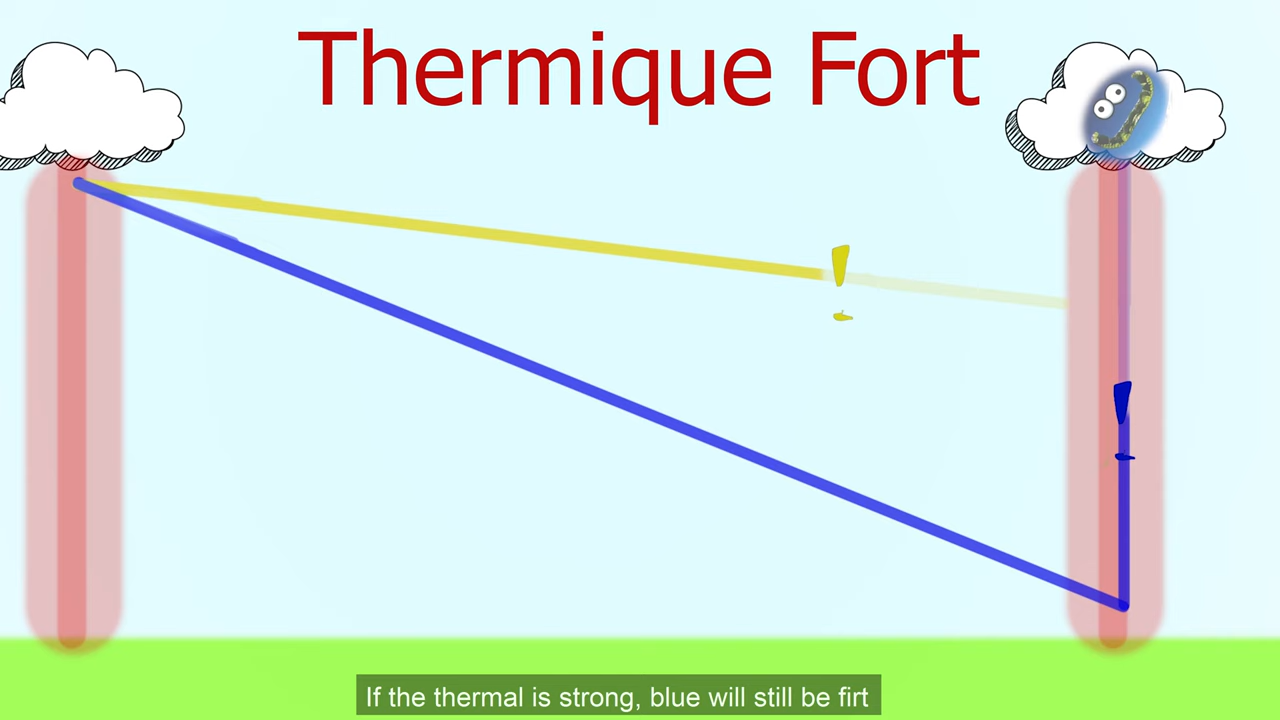 Thermique Fort
If the thermal is strong, blue will still be firt